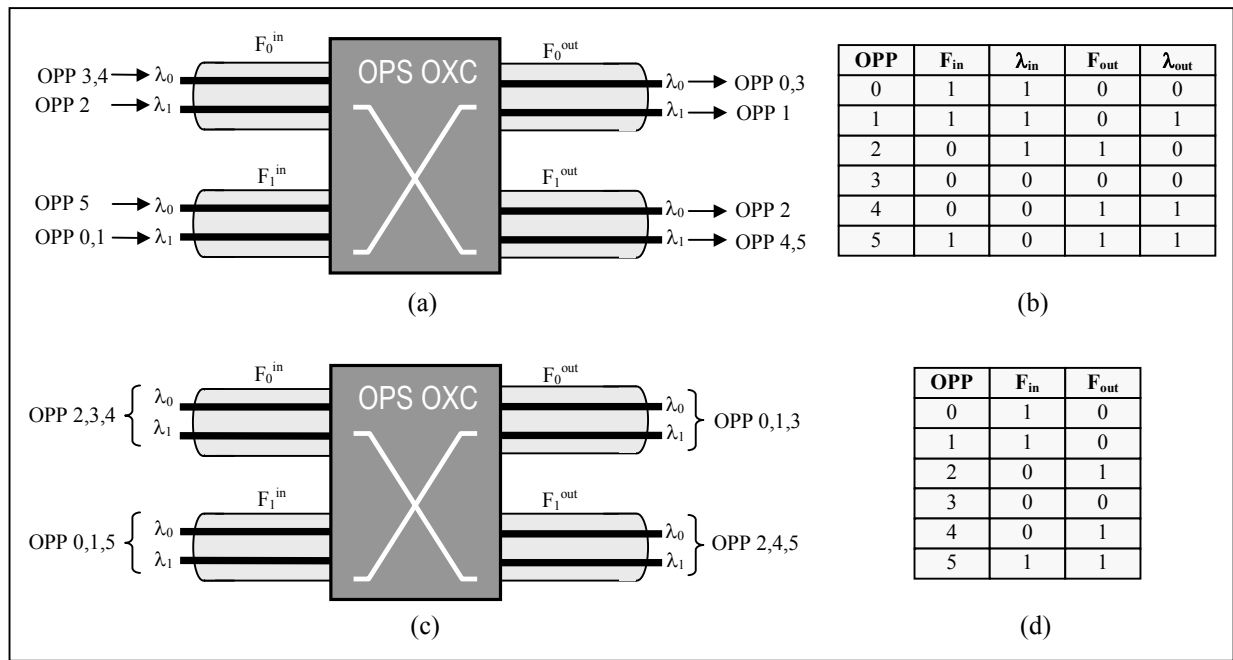 F₀ⁱⁿ
OPS OXC
F₀ᵒᵘᵗ
OPP 3,4 λ₀
λ₀ OPP 0,3
OPP 2 λ₁
λ₁ OPP 1
F₁ⁱⁿ
F₁ᵒᵘᵗ
OPP 5 λ₀
λ₀ OPP 2
OPP 0,1 λ₁
λ₁ OPP 4,5
(a)
OPP Fᵢₙ λᵢₙ Fₒᵤₜ λₒᵤₜ
0 1 1 0 0
1 1 1 0 1
2 0 1 1 0
3 0 0 0 0
4 0 0 1 1
5 1 0 1 1
(b)
F₀ⁱⁿ
OPS OXC
F₀ᵒᵘᵗ
OPP 2,3,4 λ₀ λ₁
λ₀ λ₁ OPP 0,1,3
F₁ⁱⁿ
F₁ᵒᵘᵗ
OPP 0,1,5 λ₀ λ₁
λ₀ λ₁ OPP 2,4,5
(c)
OPP Fᵢₙ Fₒᵤₜ
0 1 0
1 1 0
2 0 1
3 0 0
4 0 1
5 1 1
(d)